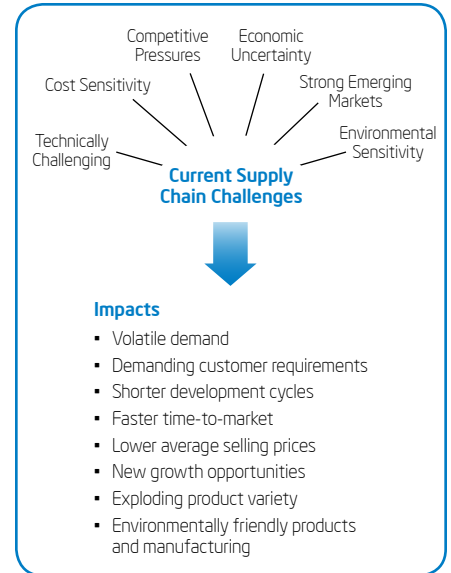 Competitive
Pressures
Economic
Uncertainty
Cost Sensitivity
Strong Emerging
Markets
Technically
Challenging
Environmental
Sensitivity
Current Supply
Chain Challenges
Impacts
▪ Volatile demand
▪ Demanding customer requirements
▪ Shorter development cycles
▪ Faster time-to-market
▪ Lower average selling prices
▪ New growth opportunities
▪ Exploding product variety
▪ Environmentally friendly products
and manufacturing